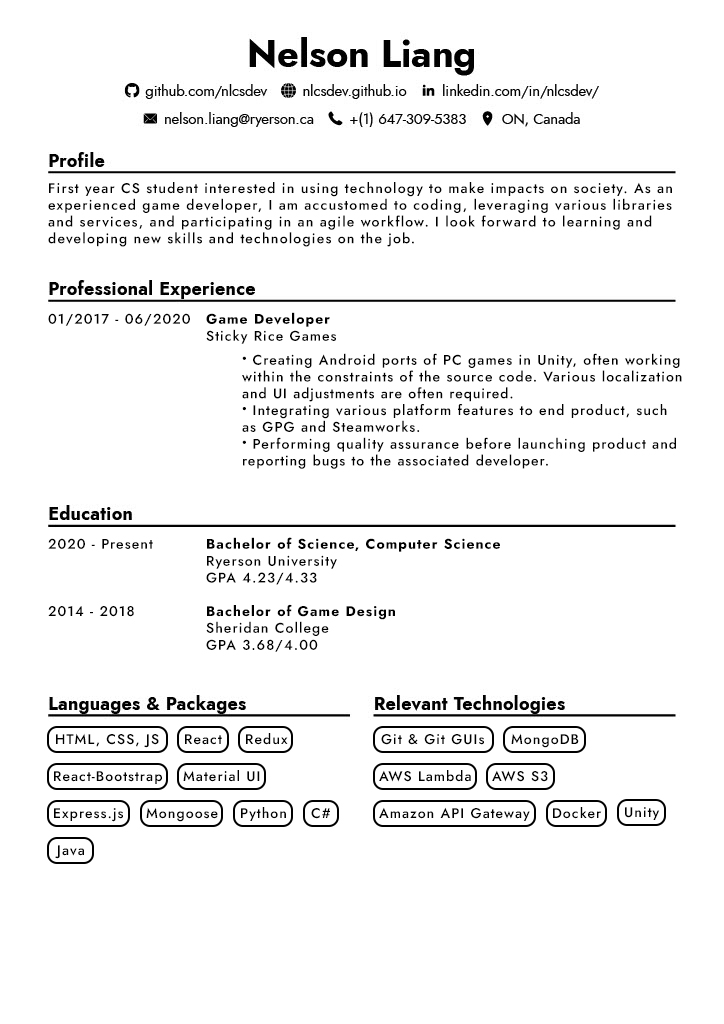 Nelson Liang
github.com/nlcsdev nlcsdev.github.io linkedin.com/in/nlcsdev/
nelson.liang@ryerson.ca +(1) 647-309-5383 ON, Canada
Profile
First year CS student interested in using technology to make impacts on society. As an
experienced game developer, I am accustomed to coding, leveraging various libraries
and services, and participating in an agile workflow. I look forward to learning and
developing new skills and technologies on the job.
Professional Experience
01/2017 - 06/2020 Game Developer
Sticky Rice Games
• Creating Android ports of PC games in Unity, often working
within the constraints of the source code. Various localization
and UI adjustments are often required.
• Integrating various platform features to end product, such
as GPG and Steamworks.
• Performing quality assurance before launching product and
reporting bugs to the associated developer.
Education
2020 - Present Bachelor of Science, Computer Science
Ryerson University
GPA 4.23/4.33
2014 - 2018 Bachelor of Game Design
Sheridan College
GPA 3.68/4.00
Languages & Packages
HTML, CSS, JS React Redux
React-Bootstrap Material UI
Express.js Mongoose Python C#
Java
Relevant Technologies
Git & Git GUIs MongoDB
AWS Lambda AWS S3
Amazon API Gateway Docker Unity